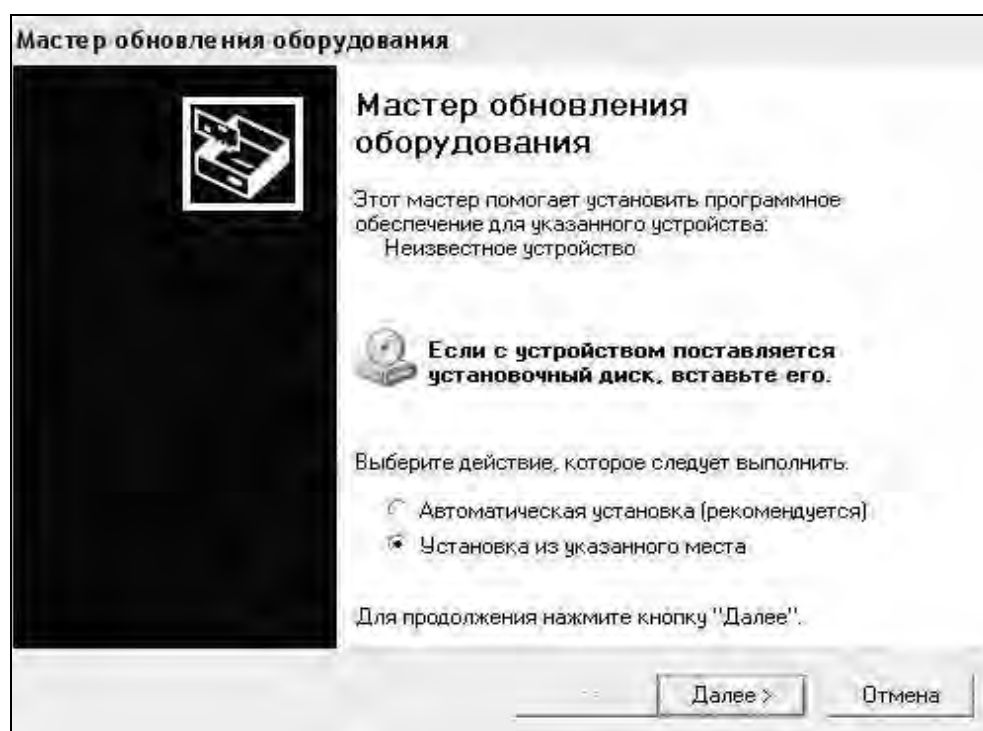 Мастер обновления оборудования
Мастер обновления
оборудования
Этот мастер помогает установить программное
обеспечение для указанного устройства:
Неизвестное устройство
Если с устройством поставляется
установочный диск, вставьте его.
Выберите действие, которое следует выполнить.
Автоматическая установка (рекомендуется)
Установка из указанного места
Для продолжения нажмите кнопку "Далее".
Далее >
Отмена